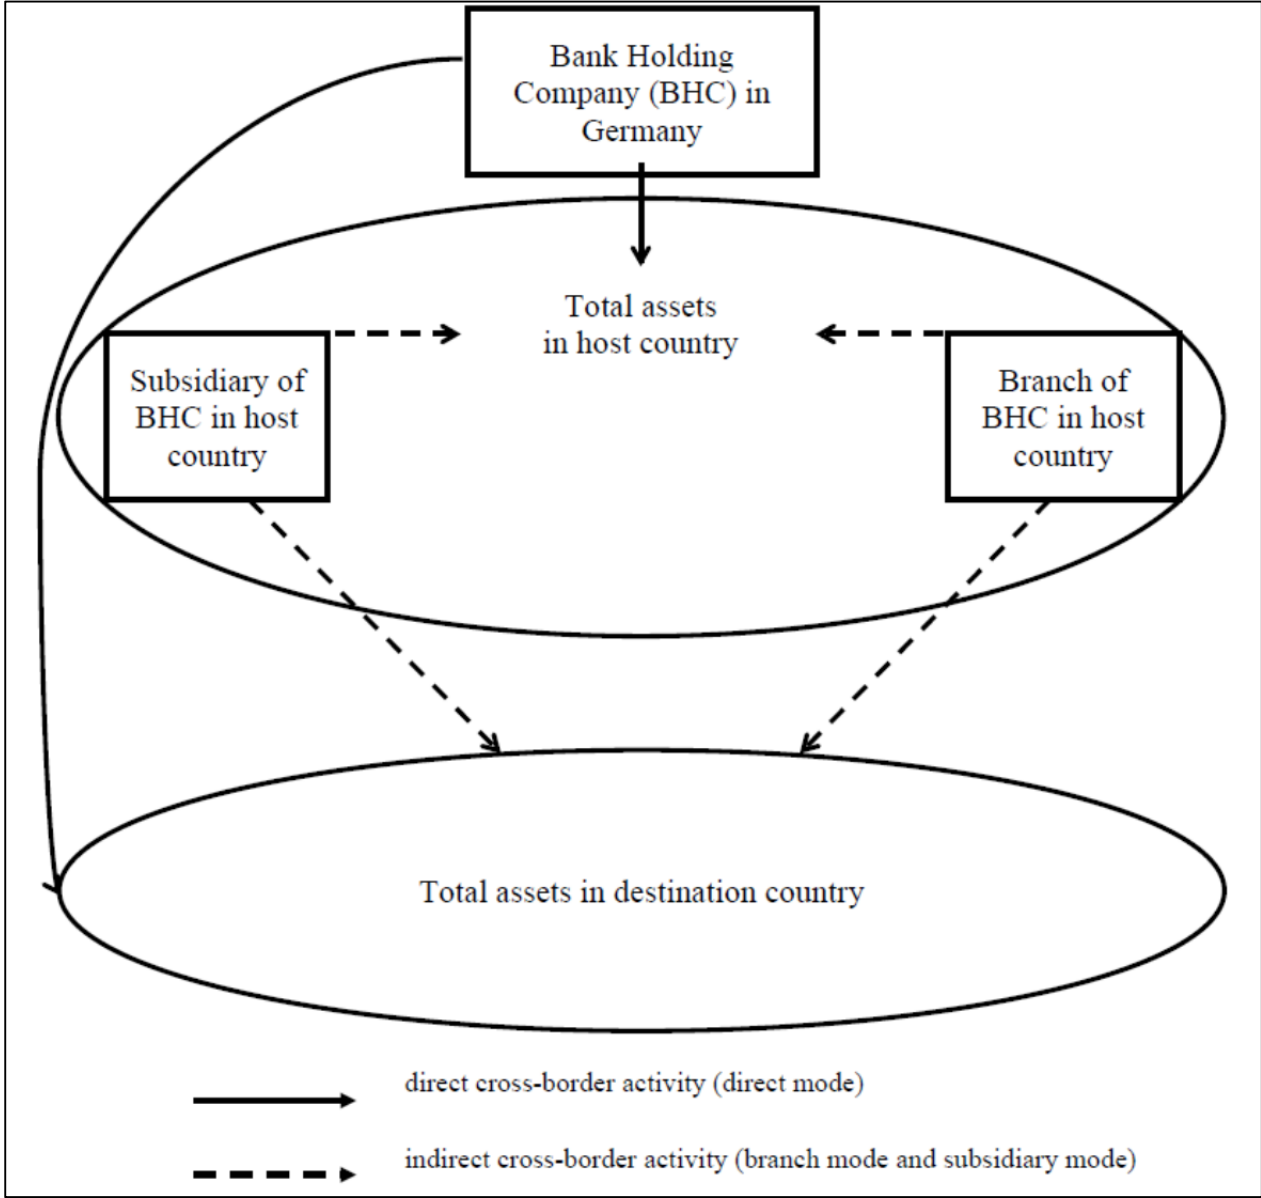 Bank Holding
Company (BHC) in
Germany
Total assets
in host country
Subsidiary of
BHC in host
country
Branch of
BHC in host
country
Total assets in destination country
direct cross-border activity (direct mode)
indirect cross-border activity (branch mode and subsidiary mode)